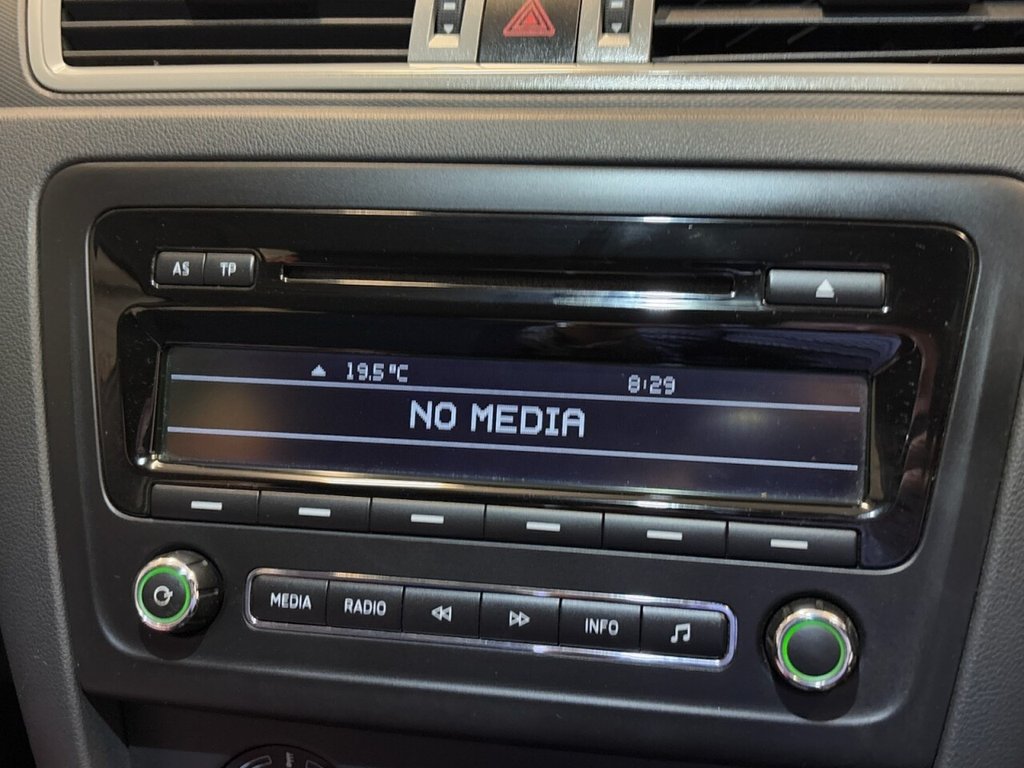 AS TP
19.5°C 8:29
NO MEDIA
MEDIA RADIO INFO